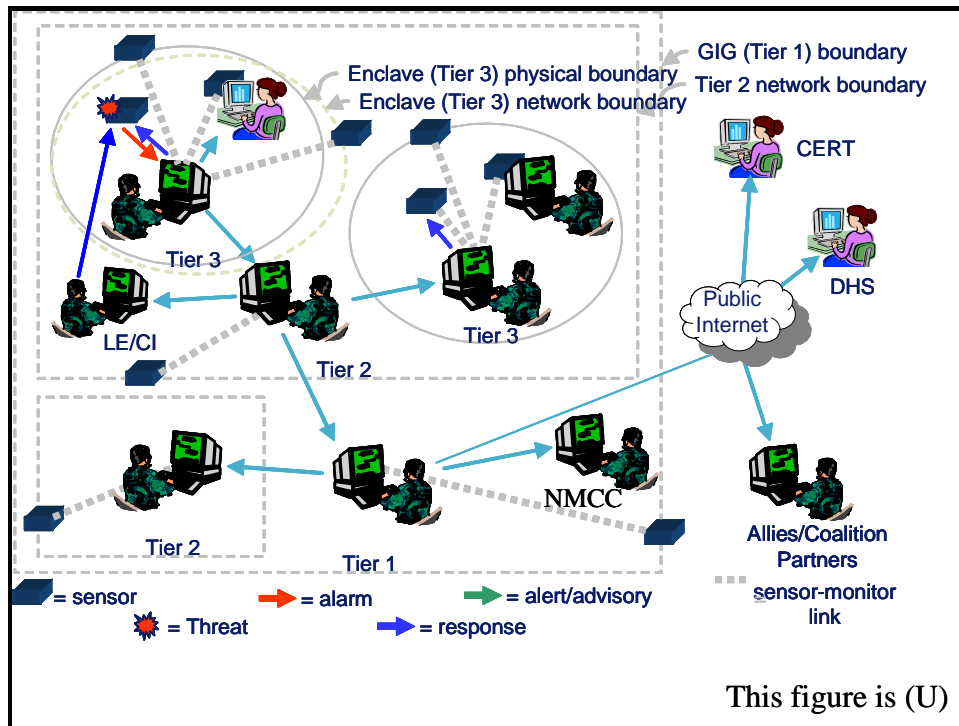 GIG (Tier 1) boundary
Enclave (Tier 3) physical boundary
Tier 2 network boundary
Enclave (Tier 3) network boundary
CERT
Tier 3
DHS
Public
Internet
LE/CI
Tier 3
Tier 2
NMCC
Allies/Coalition
Partners
Tier 2
Tier 1
= sensor
= alarm
= alert/advisory
sensor-monitor
link
= Threat
= response
This figure is (U)